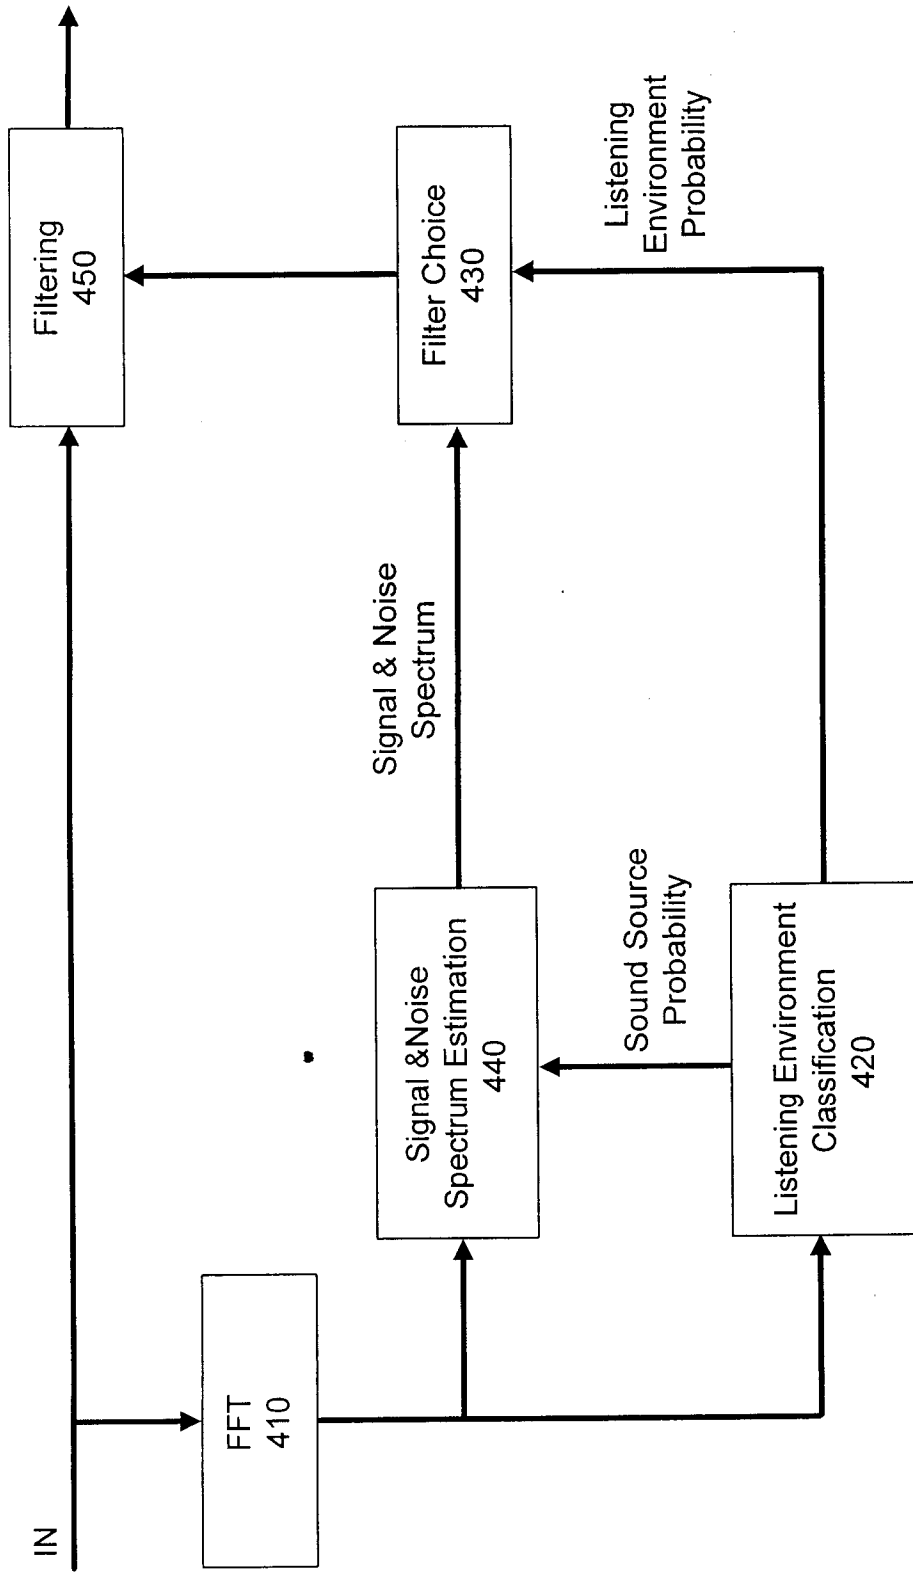 IN
FFT
410
Filtering
450
Signal &Noise
Spectrum Estimation
440
Signal & Noise
Spectrum
Filter Choice
430
Sound Source
Probability
Listening
Environment
Probability
Listening Environment
Classification
420